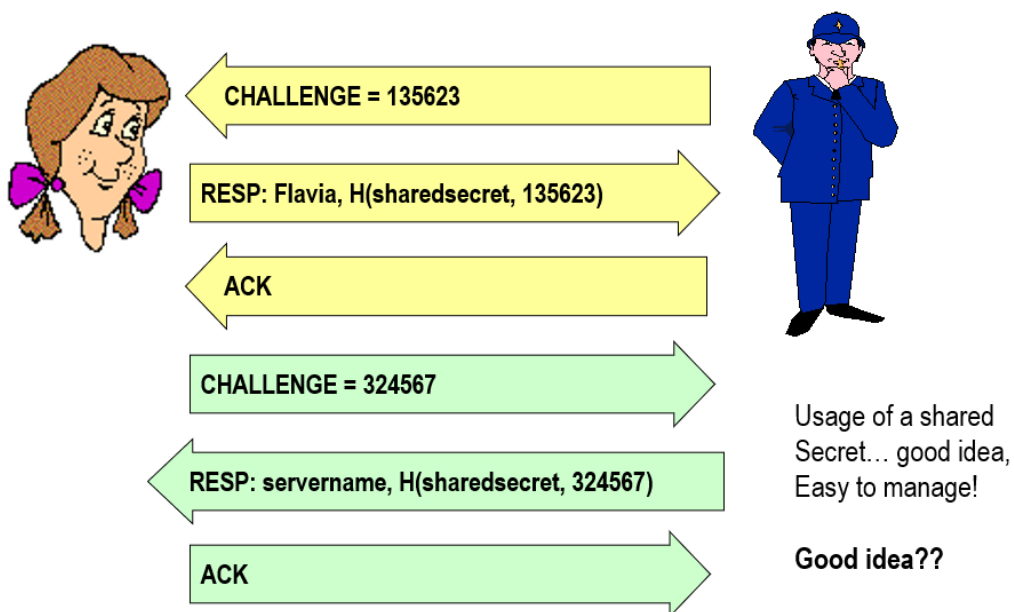 CHALLENGE = 135623
RESP: Flavia, H(sharedsecret, 135623)
ACK
CHALLENGE = 324567
RESP: servername, H(sharedsecret, 324567)
ACK
Usage of a shared
Secret... good idea,
Easy to manage!
Good idea??